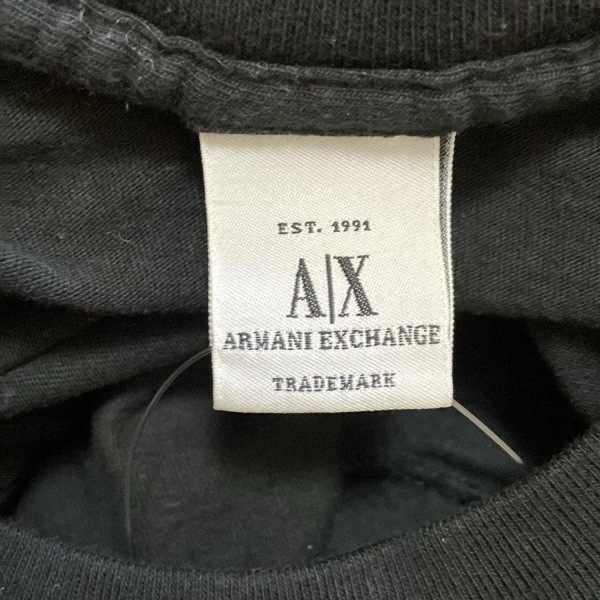 EST. 1991
A|X
ARMANI EXCHANGE
TRADEMARK